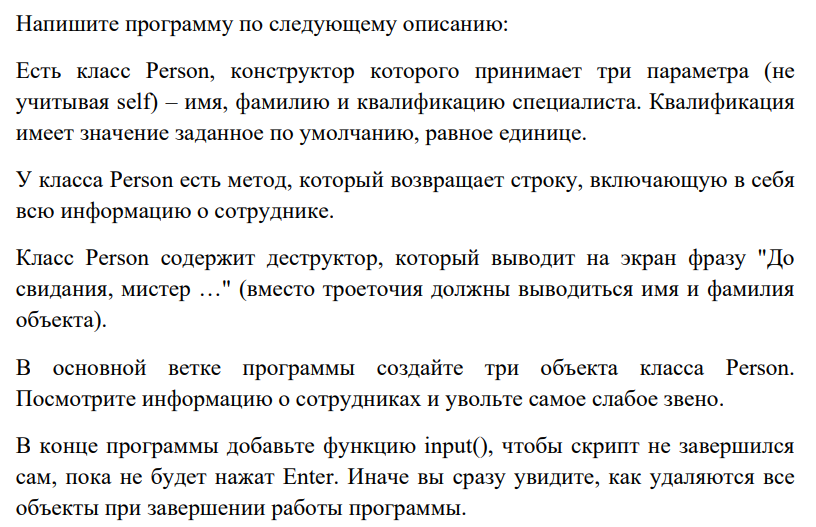 Напишите программу по следующему описанию:
Есть класс Person, конструктор которого принимает три параметра (не
учитывая self) – имя, фамилию и квалификацию специалиста. Квалификация
имеет значение заданное по умолчанию, равное единице.
У класса Person есть метод, который возвращает строку, включающую в себя
всю информацию о сотруднике.
Класс Person содержит деструктор, который выводит на экран фразу "До
свидания, мистер …" (вместо троеточия должны выводиться имя и фамилия
объекта).
В основной ветке программы создайте три объекта класса Person.
Посмотрите информацию о сотрудниках и увольте самое слабое звено.
В конце программы добавьте функцию input(), чтобы скрипт не завершился
сам, пока не будет нажат Enter. Иначе вы сразу увидите, как удаляются все
объекты при завершении работы программы.